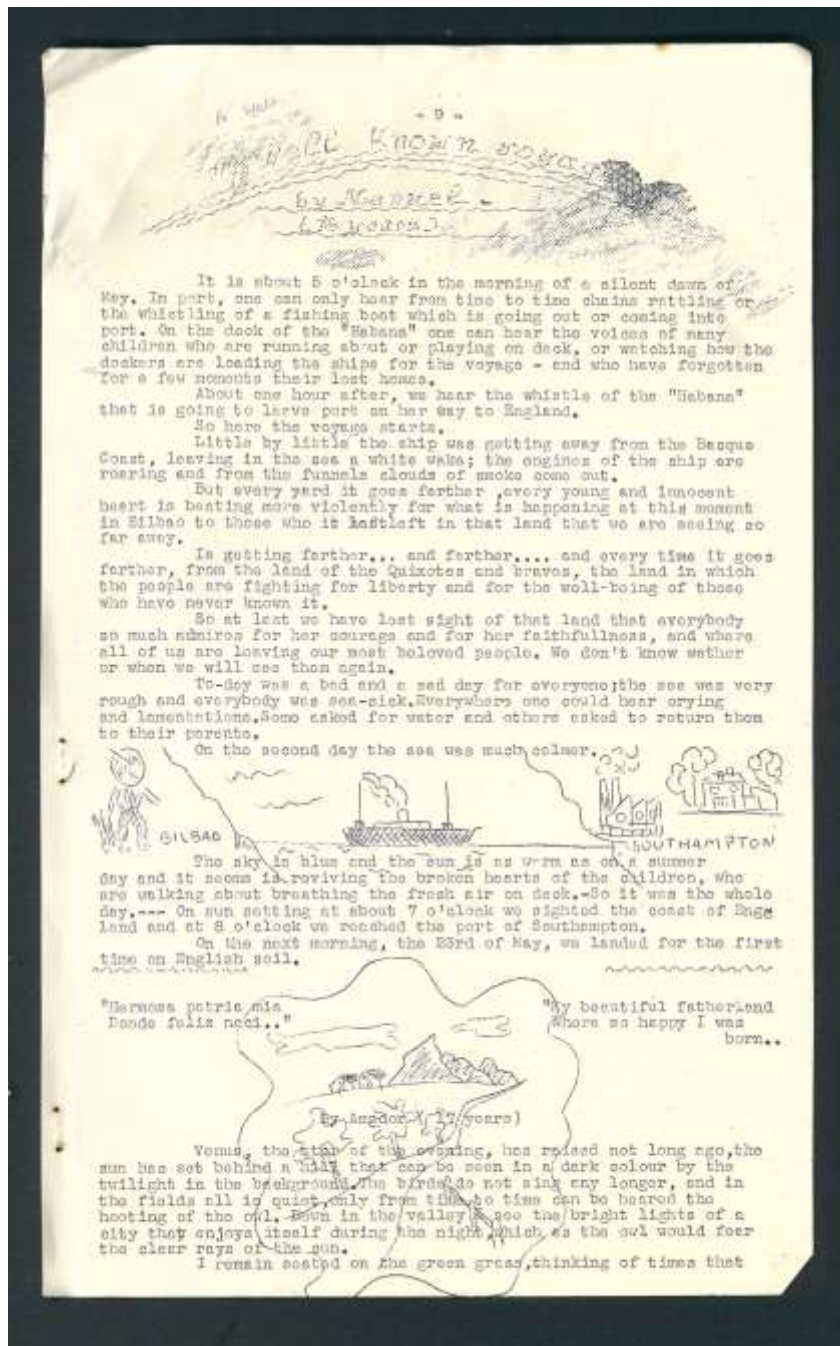 - 9 -
Well Known voyage
by Manuel -
It is about 5 o'clock in the morning of a silent dawn of
May. In port, one can only hear from time to time chains rattling or
the whistling of a fishing boat which is going out or coming into
port. On the deck of the "Habana" one can hear the voices of many
children who are running about or playing on deck, or watching how the
dockers are loading the ships for the voyage - and who have forgotten
for a few moments their lost homes.
About one hour after, we hear the whistle of the "Habana"
that is going to leave port on her way to England.
So here the voyage starts.
Little by little the ship was getting away from the Basque
Coast, leaving in the sea a white wake; the engines of the ship are
roaring and from the funnels clouds of smoke come out.
But every yard it goes farther ,every young and innocent
heart is beating more violently for what is happening at this moment
in Bilbao to those who it left in that land that we are seeing so
far away.
Is getting farther... and farther.... and every time it goes
farther, from the land of the Quixotes and braves, the land in which
the people are fighting for liberty and for the well-being of those
who have never known it.
So at last we have lost sight of that land that everybody
so much admires for her courage and for her faithfullness, and where
all of us are leaving our most beloved people. We don't know wether
or when we will see them again.
To-day was a bad and a sad day for everyone;the sea was very
rough and everybody was sea-sick.Everywhere one could hear crying
and lamentations.Some asked for water and others asked to return them
to their parents.
On the second day the sea was much calmer.
BILBAO
SOUTHAMPTON
The sky is blue and the sun is as warm as on a summer
day and it seems is reviving the broken hearts of the children, who
are walking about breathing the fresh air on deck.-So it was the whole
day.--- On sun setting at about 7 o'clock we sighted the coast of Eng-
land and at 8 o'clock we reached the port of Southampton.
On the next morning, the 23rd of May, we landed for the first
time on English soil.
"Hermosa patria mia
Donde feliz naci.."
"My beautiful fatherland
Where so happy I was
born..
By Amador ( 17 years)
Venus, the star of the evening, has raised not long ago,the
sun has set behind a hill that can be seen in a dark colour by the
twilight in the background.The birds do not sing any longer, and in
the fields all is quiet,only from time to time can be heared the
hooting of the owl. Down in the valley I see the bright lights of a
city that enjoys itself during the night,which as the owl would fear
the clear rays of the sun.
I remain seated on the green grass,thinking of times that